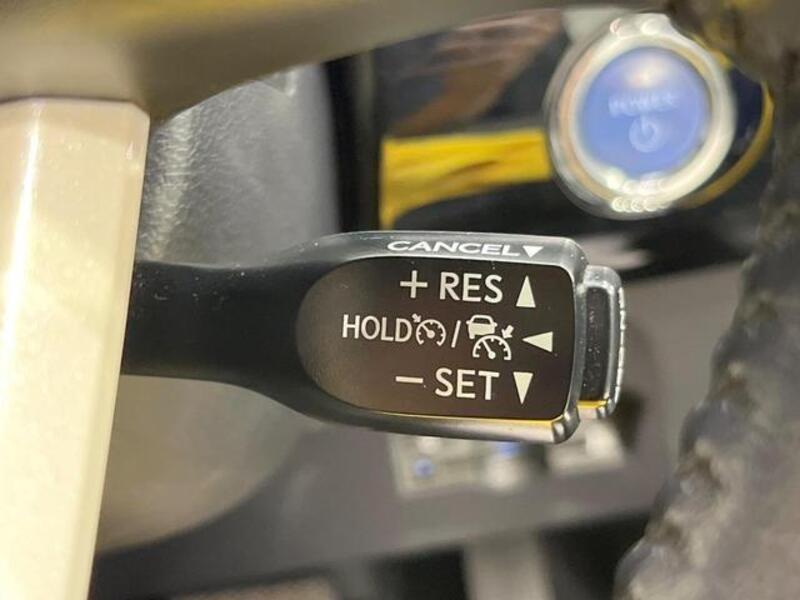 CANCEL▼
+ RES ▲
HOLD / ◀
− SET ▼
POWER